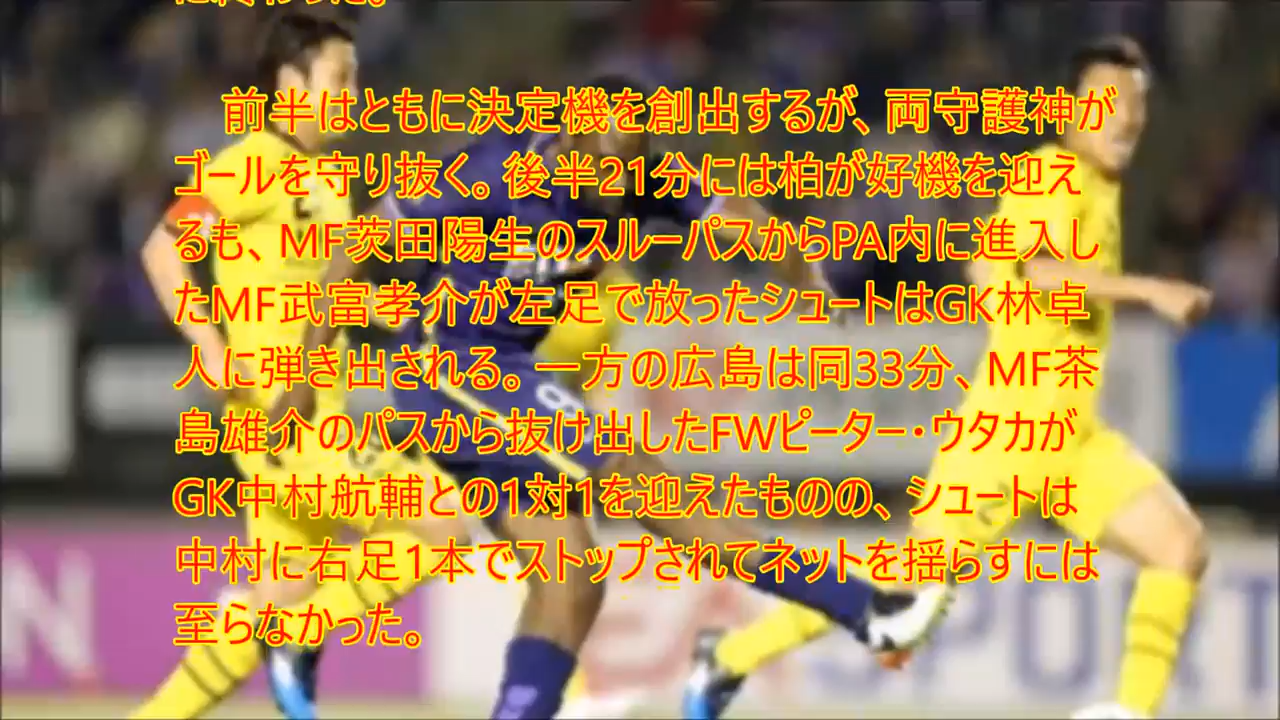 に終わった。
前半はともに決定機を創出するが、両守護神が
ゴールを守り抜く。後半21分には柏が好機を迎え
るも、MF茨田陽生のスルーパスからPA内に進入し
たMF武富孝介が左足で放ったシュートはGK林卓
人に弾き出される。一方の広島は同33分、MF茶
島雄介のパスから抜け出したFWピーター・ウタカが
GK中村航輔との1対1を迎えたものの、シュートは
中村に右足1本でストップされてネットを揺らすには
至らなかった。
N
SPORT
9